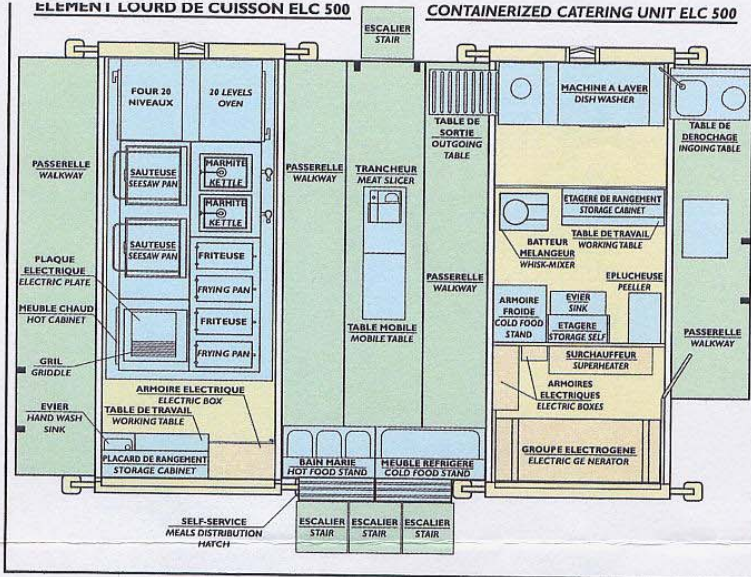 ELEMENT LOURD DE CUISSON ELC 500
CONTAINERIZED CATERING UNIT ELC 500
ESCALIER
STAIR
FOUR 20
NIVEAUX
20 LEVELS
OVEN
PASSERELLE
WALKWAY
SAUTEUSE
SEESAW PAN
MARMITE
KETTLE
MARMITE
KETTLE
SAUTEUSE
SEESAW PAN
FRITEUSE
FRYING PAN
FRITEUSE
FRYING PAN
PLAQUE
ELECTRIQUE
ELECTRIC PLATE
MEUBLE CHAUD
HOT CABINET
GRIL
GRIDDLE
ARMOIRE ELECTRIQUE
ELECTRIC BOX
EVIER
HAND WASH
SINK
TABLE DE TRAVAIL
WORKING TABLE
PLACARD DE RANGEMENT
STORAGE CABINET
PASSERELLE
WALKWAY
TRANCHEUR
MEAT SLICER
TABLE MOBILE
MOBILE TABLE
TABLE DE
SORTIE
OUTGOING
TABLE
PASSERELLE
WALKWAY
BAIN MARIE
HOT FOOD STAND
MEUBLE REFRIGERE
COLD FOOD STAND
SELF-SERVICE
MEALS DISTRIBUTION
HATCH
ESCALIER
STAIR
ESCALIER
STAIR
ESCALIER
STAIR
MACHINE A LAVER
DISH WASHER
TABLE DE
DEROCHAGE
INGOING TABLE
ETAGERE DE RANGEMENT
STORAGE CABINET
TABLE DE TRAVAIL
WORKING TABLE
BATTEUR
MELANGEUR
WHISK-MIXER
EPLUCHEUSE
PEELLER
ARMOIRE
FROIDE
COLD FOOD
STAND
EVIER
SINK
ETAGERE
STORAGE SELF
PASSERELLE
WALKWAY
SURCHAUFFEUR
SUPERHEATER
ARMOIRES
ELECTRIQUES
ELECTRIC BOXES
GROUPE ELECTROGENE
ELECTRIC GE NERATOR